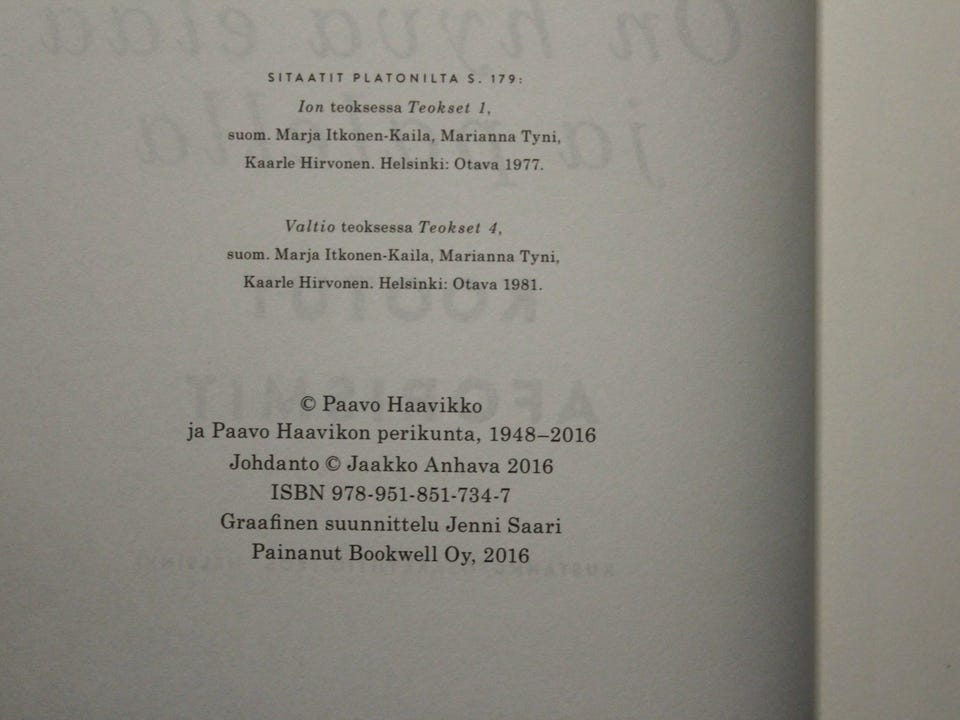 SITAATIT PLATONILTA S. 179:
Ion teoksessa Teokset 1,
suom. Marja Itkonen-Kaila, Marianna Tyni,
Kaarle Hirvonen. Helsinki: Otava 1977.
Valtio teoksessa Teokset 4,
suom. Marja Itkonen-Kaila, Marianna Tyni,
Kaarle Hirvonen. Helsinki: Otava 1981.
© Paavo Haavikko
ja Paavo Haavikon perikunta, 1948–2016
Johdanto © Jaakko Anhava 2016
ISBN 978-951-851-734-7
Graafinen suunnittelu Jenni Saari
Painanut Bookwell Oy, 2016